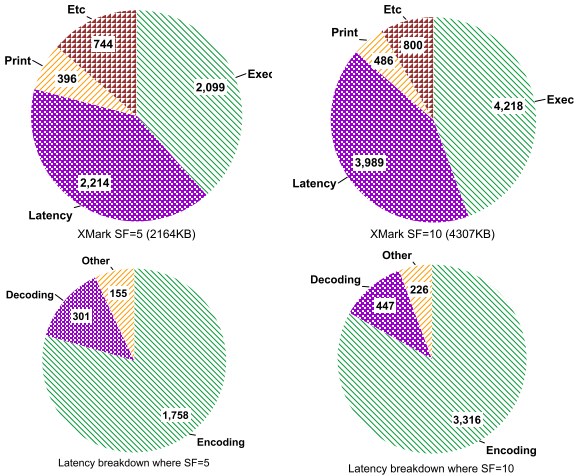 Etc
744
Print
396
2,099
Exec
2,214
Latency
XMark SF=5 (2164KB)
Etc
800
Print
486
4,218
Exec
3,989
Latency
XMark SF=10 (4307KB)
Other
155
Decoding
301
1,758
Encoding
Latency breakdown where SF=5
Other
226
Decoding
447
3,316
Encoding
Latency breakdown where SF=10